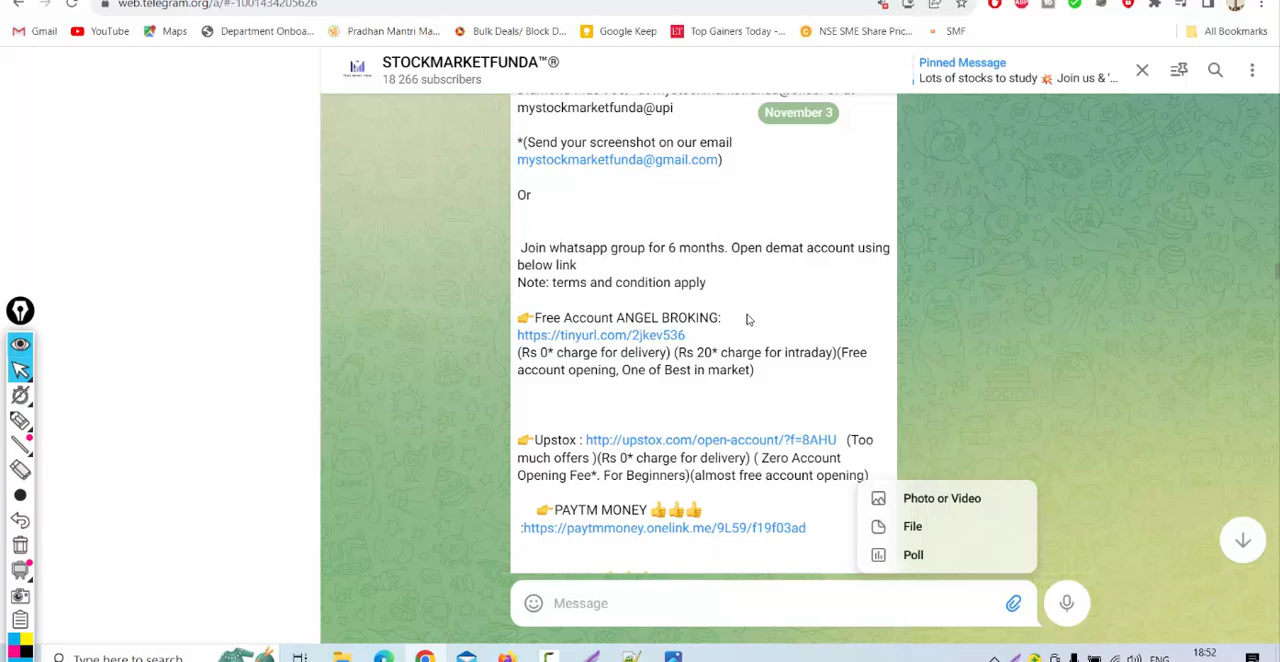 web.telegram.org/a/#-1001434205626
Gmail YouTube Maps Department Onboa... Pradhan Mantri Ma... Bulk Deals/ Block D... Google Keep Top Gainers Today -... NSE SME Share Pric... SMF All Bookmarks
STOCKMARKETFUNDA™®
18 266 subscribers
Pinned Message
Lots of stocks to study 💥 Join us & '...
mystockmarketfunda@upi
November 3
*(Send your screenshot on our email
mystockmarketfunda@gmail.com)
Or
Join whatsapp group for 6 months. Open demat account using
below link
Note: terms and condition apply
👉Free Account ANGEL BROKING:
https://tinyurl.com/2jkev536
(Rs 0* charge for delivery) (Rs 20* charge for intraday)(Free
account opening, One of Best in market)
👉Upstox : http://upstox.com/open-account/?f=8AHU (Too
much offers )(Rs 0* charge for delivery) ( Zero Account
Opening Fee*. For Beginners)(almost free account opening)
👉PAYTM MONEY 👍👍👍
:https://paytmmoney.onelink.me/9L59/f19f03ad
Photo or Video
File
Poll
Message
Type here to search
ENG
18:52